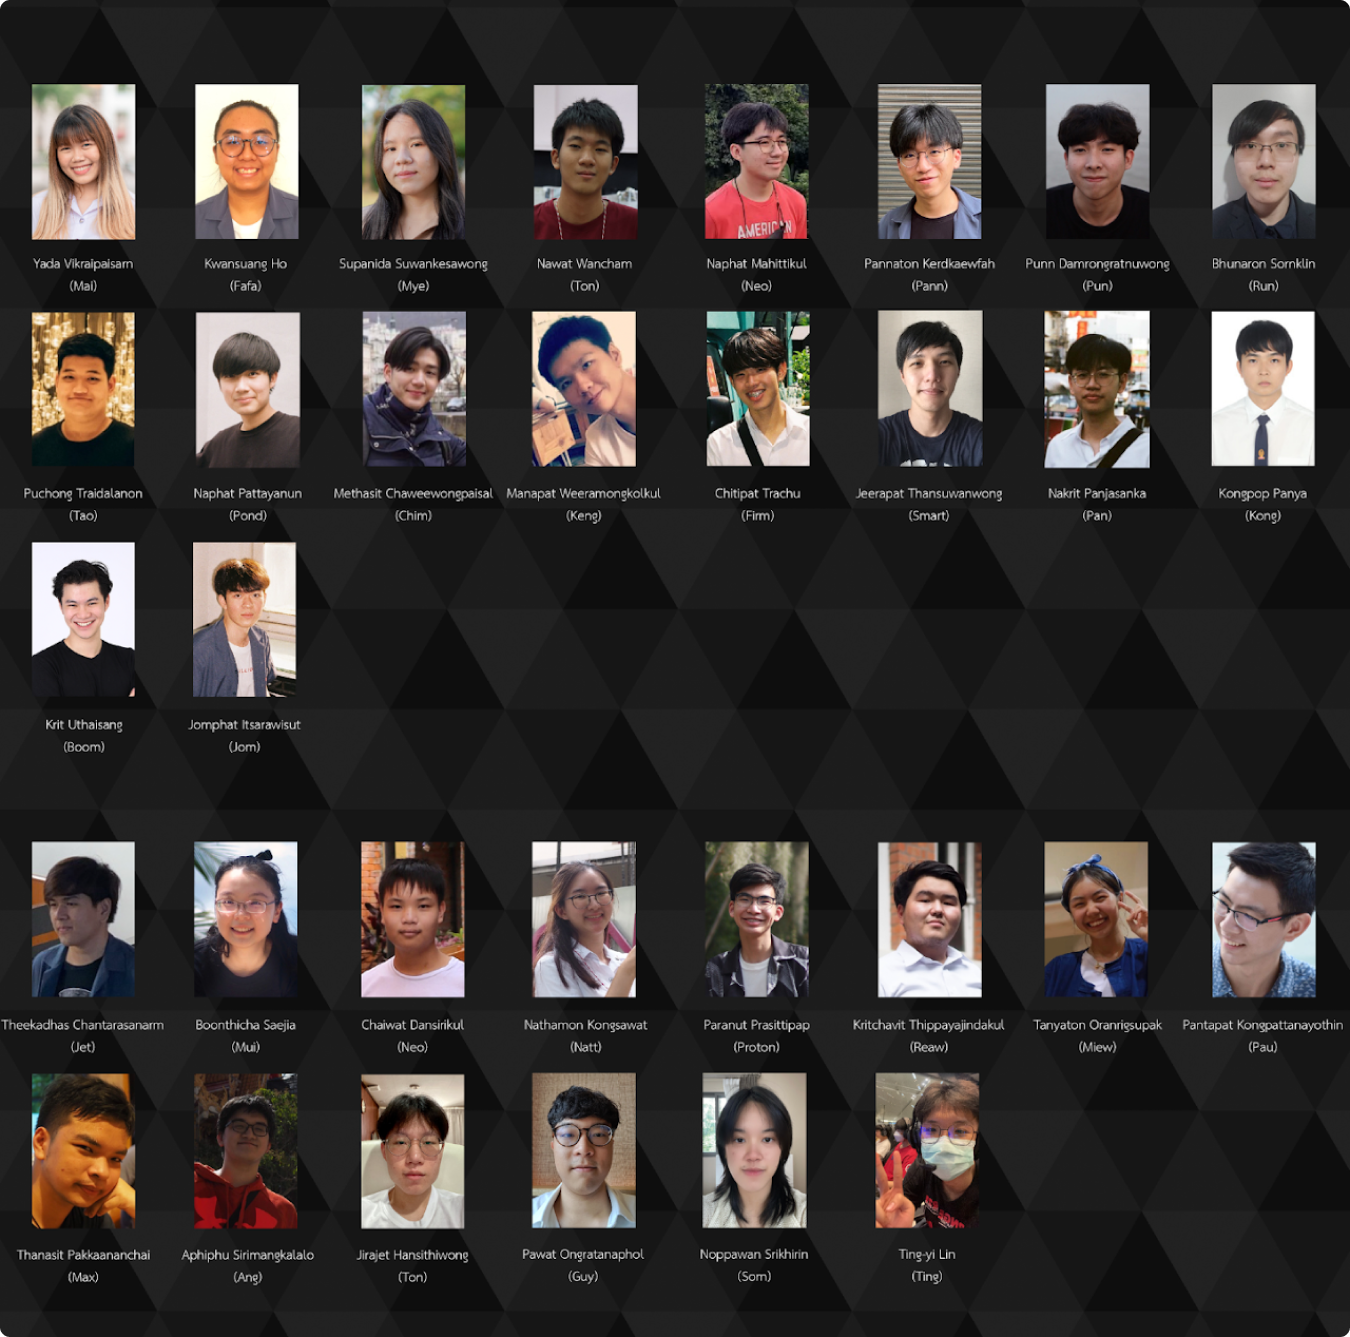 AMERICAN
Yada Vikraipaisarn
(Mai)
Kwansuang Ho
(Fafa)
Supanida Suwankesawong
(Mye)
Nawat Wancham
(Ton)
Naphat Mahittikul
(Neo)
Pannaton Kerdkaewfah
(Pann)
Punn Damrongratnuwong
(Pun)
Bhunaron Sornklin
(Run)
Puchong Traidalanon
(Tao)
Naphat Pattayanun
(Pond)
Methasit Chaweewongpaisal
(Chim)
Manapat Weeramongkolkul
(Keng)
Chitipat Trachu
(Firm)
Jeerapat Thansuwanwong
(Smart)
Nakrit Panjasanka
(Pan)
Kongpop Panya
(Kong)
Krit Uthaisang
(Boom)
Jomphat Itsarawisut
(Jom)
Theekadhas Chantarasanarm
(Jet)
Boonthicha Saejia
(Mui)
Chaiwat Dansirikul
(Neo)
Nathamon Kongsawat
(Natt)
Paranut Prasittipap
(Proton)
Kritchavit Thippayajindakul
(Reaw)
Tanyaton Oranrigsupak
(Miew)
Pantapat Kongpattanayothin
(Pau)
Thanasit Pakkaananchai
(Max)
Aphiphu Sirimangkalalo
(Ang)
Jirajet Hansithiwong
(Ton)
Pawat Ongratanaphol
(Guy)
Noppawan Srikhirin
(Som)
Ting-yi Lin
(Ting)